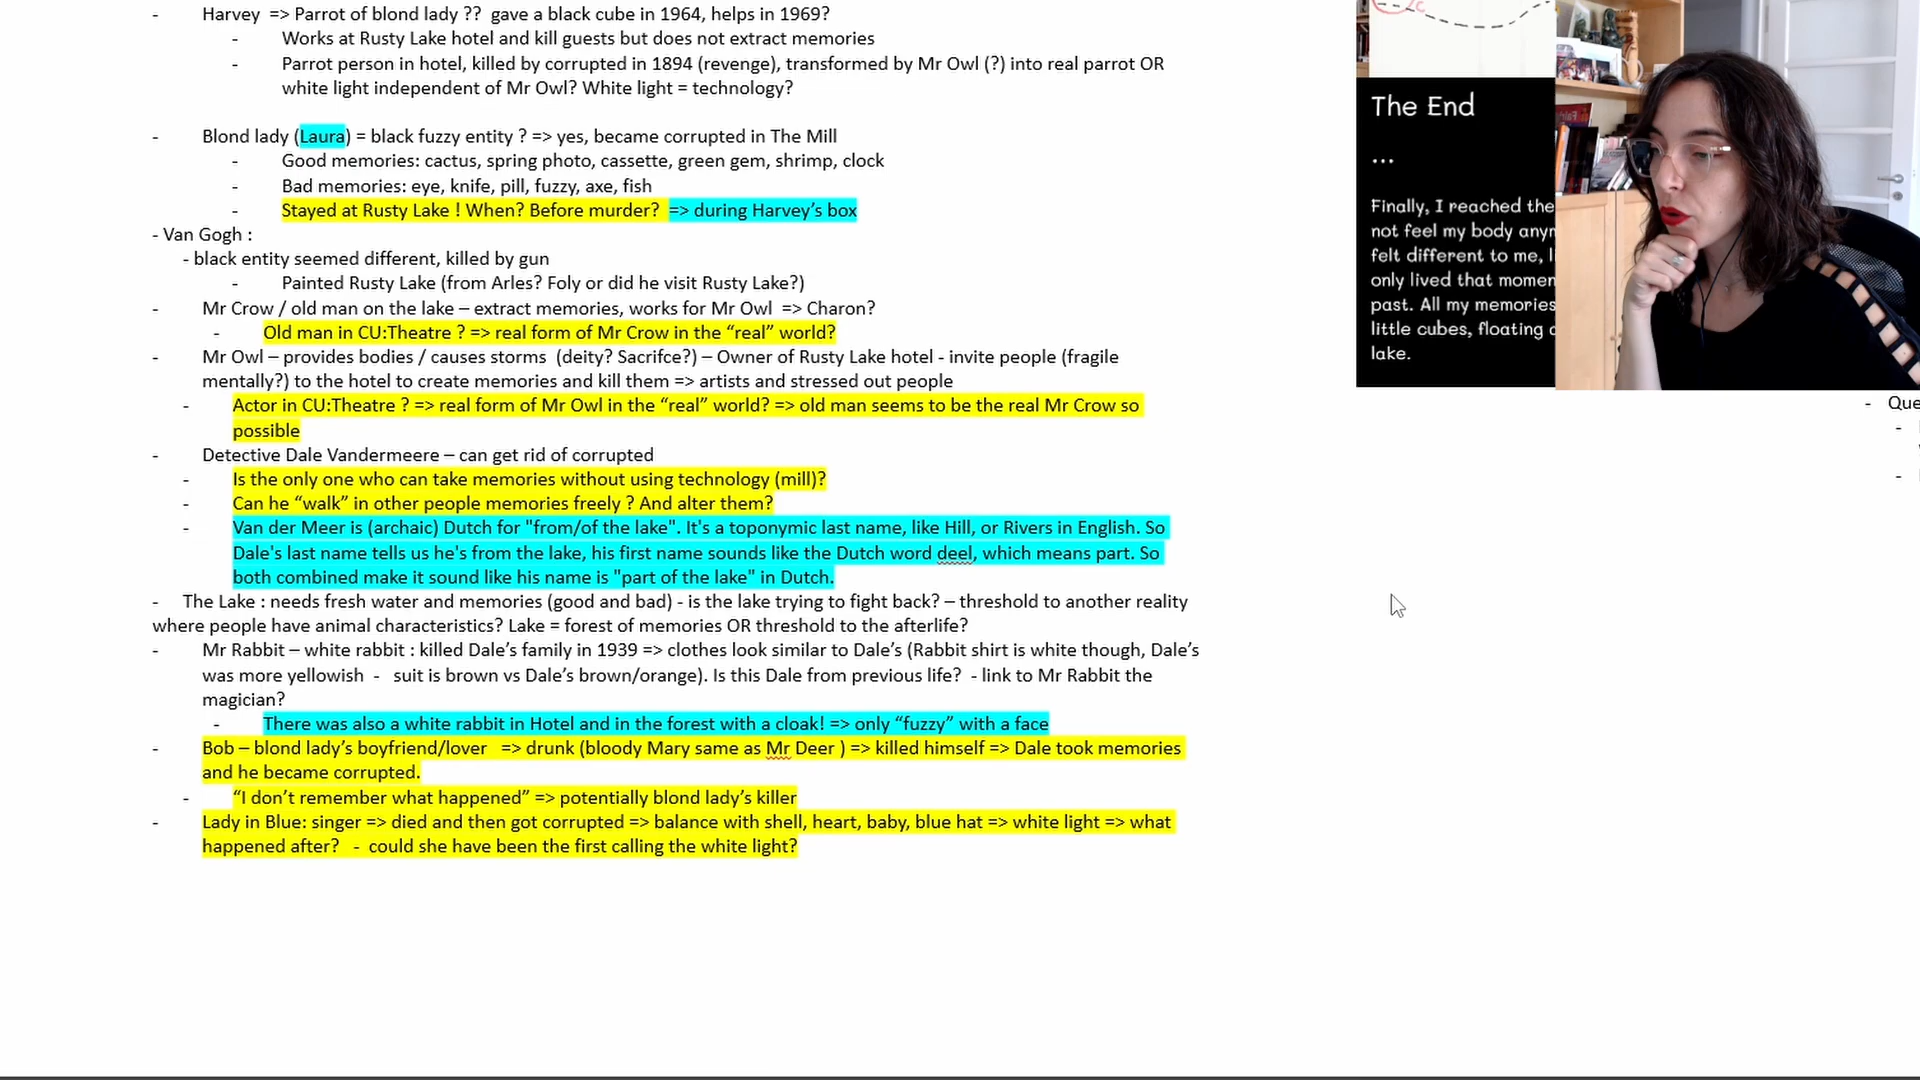 - Harvey => Parrot of blond lady ?? gave a black cube in 1964, helps in 1969?
- Works at Rusty Lake hotel and kill guests but does not extract memories
- Parrot person in hotel, killed by corrupted in 1894 (revenge), transformed by Mr Owl (?) into real parrot OR
white light independent of Mr Owl? White light = technology?
- Blond lady (Laura) = black fuzzy entity ? => yes, became corrupted in The Mill
- Good memories: cactus, spring photo, cassette, green gem, shrimp, clock
- Bad memories: eye, knife, pill, fuzzy, axe, fish
- Stayed at Rusty Lake ! When? Before murder? => during Harvey's box
- Van Gogh :
- black entity seemed different, killed by gun
- Painted Rusty Lake (from Arles? Foly or did he visit Rusty Lake?)
- Mr Crow / old man on the lake – extract memories, works for Mr Owl => Charon?
- Old man in CU:Theatre ? => real form of Mr Crow in the “real” world?
- Mr Owl – provides bodies / causes storms (deity? Sacrifce?) – Owner of Rusty Lake hotel - invite people (fragile
mentally?) to the hotel to create memories and kill them => artists and stressed out people
- Actor in CU:Theatre ? => real form of Mr Owl in the “real” world? => old man seems to be the real Mr Crow so
possible
- Detective Dale Vandermeere – can get rid of corrupted
- Is the only one who can take memories without using technology (mill)?
- Can he “walk” in other people memories freely ? And alter them?
- Van der Meer is (archaic) Dutch for "from/of the lake". It's a toponymic last name, like Hill, or Rivers in English. So
Dale's last name tells us he's from the lake, his first name sounds like the Dutch word deel, which means part. So
both combined make it sound like his name is "part of the lake" in Dutch.
- The Lake : needs fresh water and memories (good and bad) - is the lake trying to fight back? – threshold to another reality
where people have animal characteristics? Lake = forest of memories OR threshold to the afterlife?
- Mr Rabbit – white rabbit : killed Dale’s family in 1939 => clothes look similar to Dale’s (Rabbit shirt is white though, Dale’s
was more yellowish - suit is brown vs Dale’s brown/orange). Is this Dale from previous life? - link to Mr Rabbit the
magician?
- There was also a white rabbit in Hotel and in the forest with a cloak! => only “fuzzy” with a face
- Bob – blond lady’s boyfriend/lover => drunk (bloody Mary same as Mr Deer ) => killed himself => Dale took memories
and he became corrupted.
- “I don’t remember what happened” => potentially blond lady’s killer
- Lady in Blue: singer => died and then got corrupted => balance with shell, heart, baby, blue hat => white light => what
happened after? - could she have been the first calling the white light?
The End
...
Finally, I reached the
not feel my body
felt different to me,
only lived that
past. All my memories
little cubes, floating
lake.
- Que
-
-